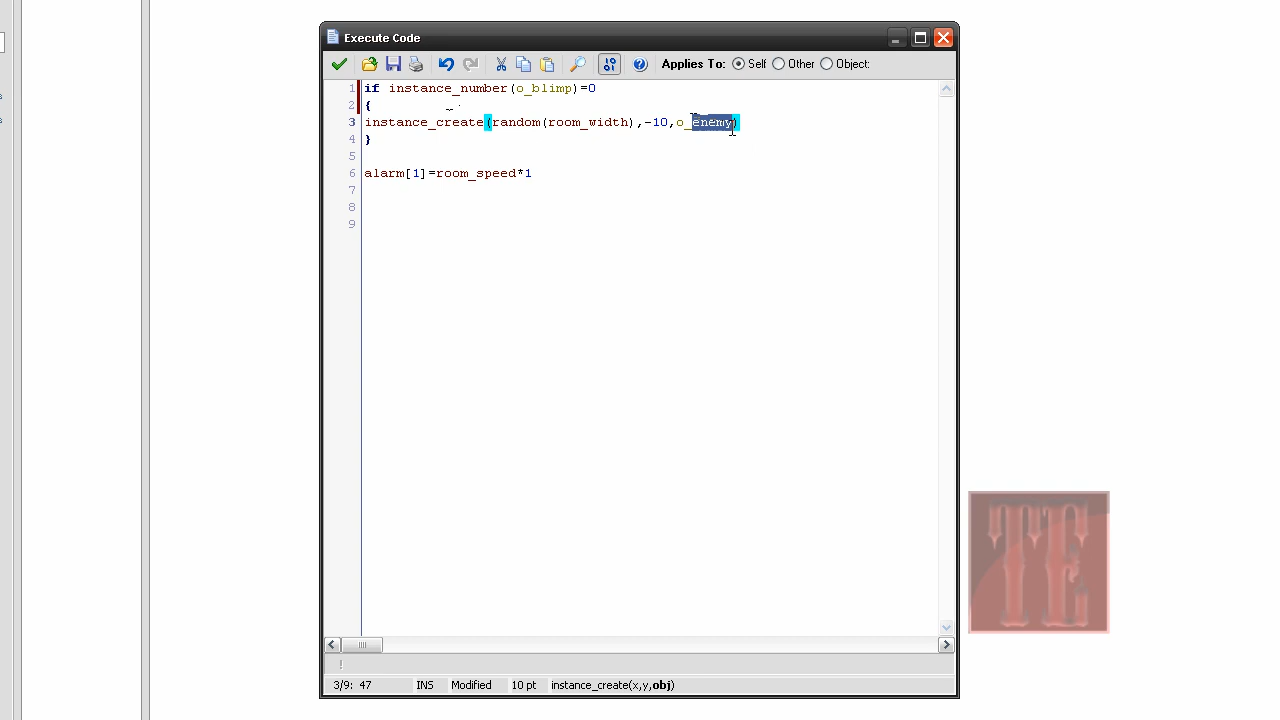 Execute Code
Applies To: Self Other Object:
1 if instance_number(o_blimp)=0
2 {
3 instance_create(random(room_width),-10,o_enemy)
4 }
5
6 alarm[1]=room_speed*1
7
8
9
!
3/9: 47 INS Modified 10 pt instance_create(x,y,obj)
TE